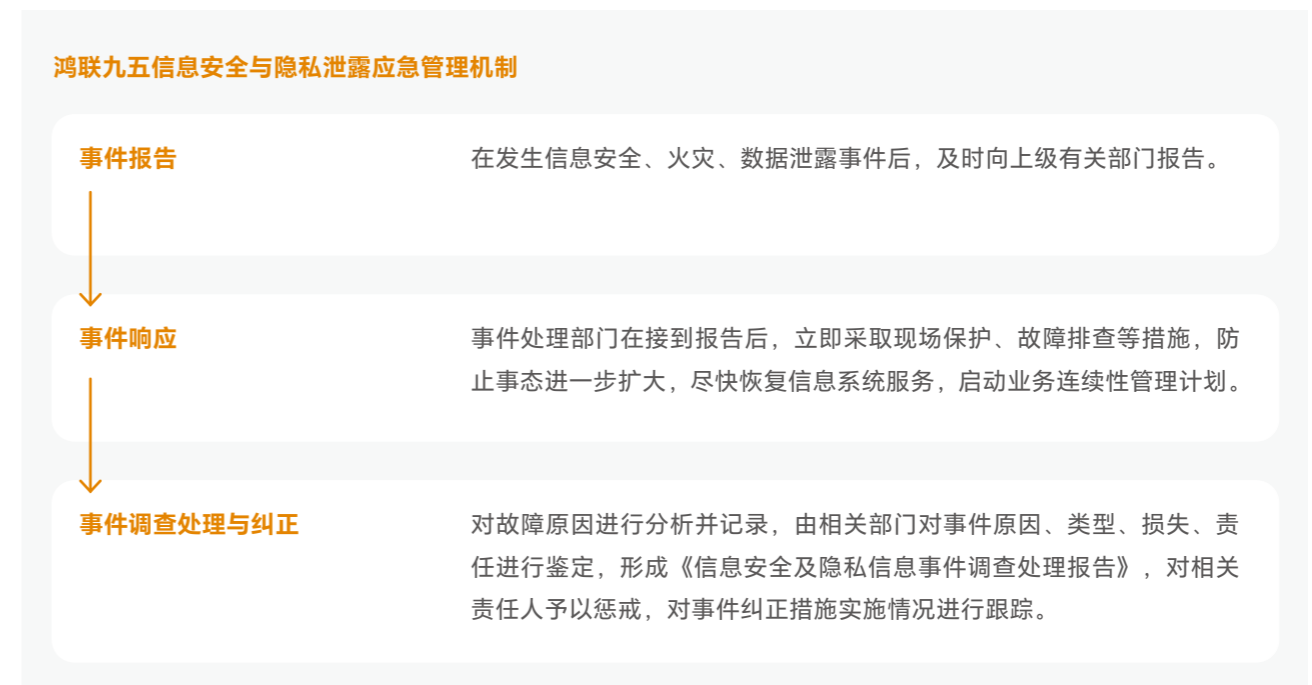 鸿联九五信息安全与隐私泄露应急管理机制
事件报告
在发生信息安全、火灾、数据泄露事件后，及时向上级有关部门报告。
事件响应
事件处理部门在接到报告后，立即采取现场保护、故障排查等措施，防
止事态进一步扩大，尽快恢复信息系统服务，启动业务连续性管理计划。
事件调查处理与纠正
对故障原因进行分析并记录，由相关部门对事件原因、类型、损失、责
任进行鉴定，形成《信息安全及隐私信息事件调查处理报告》，对相关
责任人予以惩戒，对事件纠正措施实施情况进行跟踪。